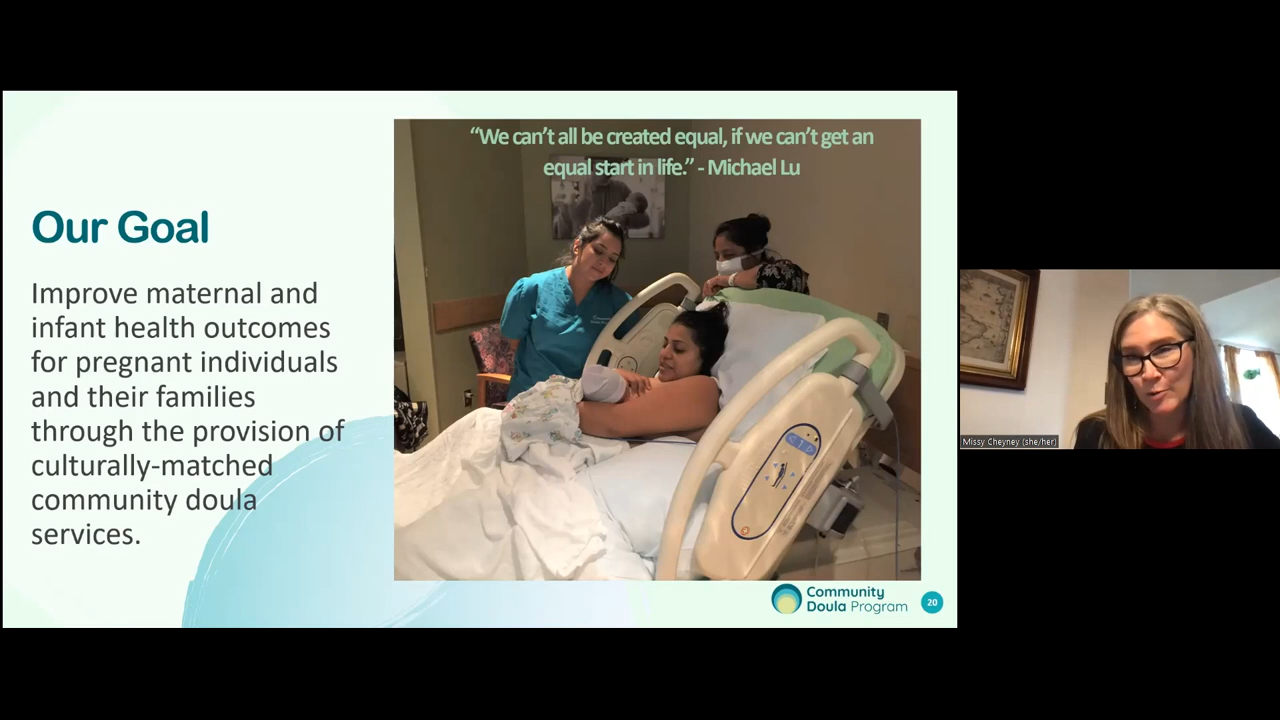 Our Goal
Improve maternal and
infant health outcomes
for pregnant individuals
and their families
through the provision of
culturally-matched
community doula
services.
“We can’t all be created equal, if we can’t get an
equal start in life.” - Michael Lu
Community
Doula Program
20
Missy Cheyney (she/her)